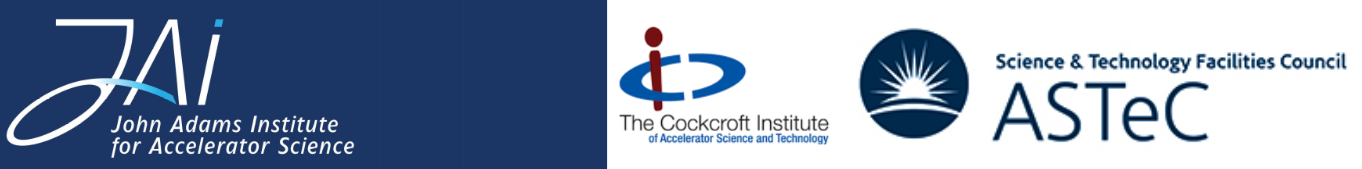 JAi
John Adams Institute
for Accelerator Science
The Cockcroft Institute
of Accelerator Science and Technology
Science & Technology Facilities Council
ASTeC